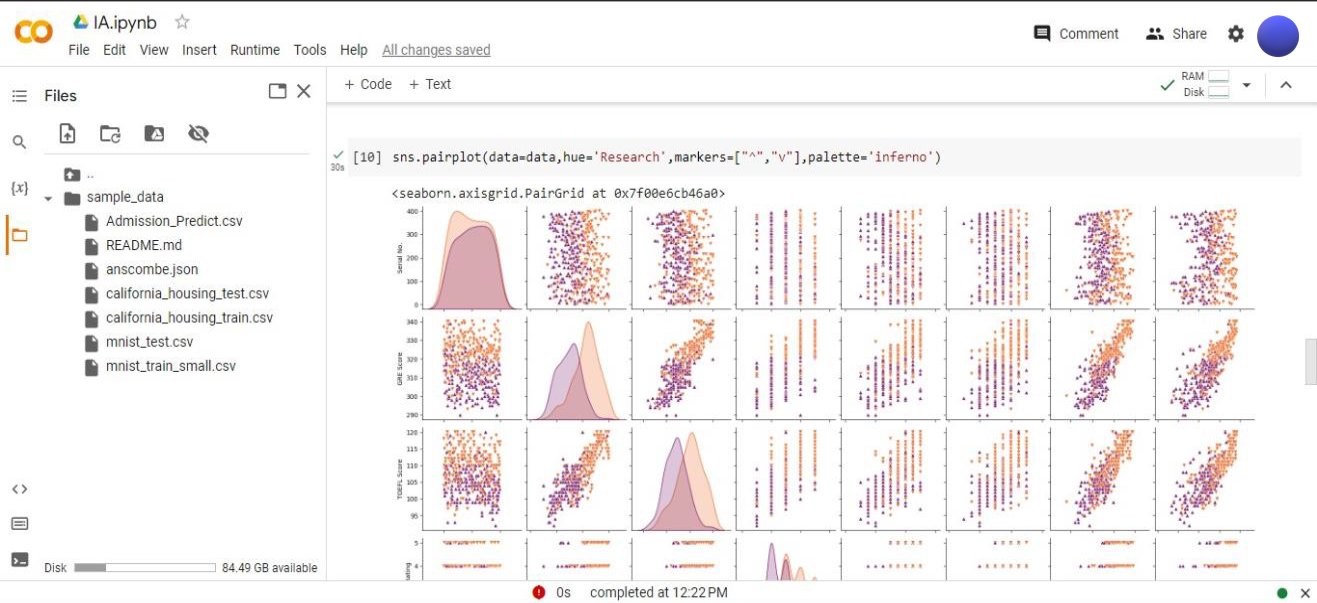 IA.ipynb
File Edit View Insert Runtime Tools Help All changes saved
Comment Share
Files
+ Code + Text
RAM
Disk
{x}
..
sample_data
Admission_Predict.csv
README.md
anscombe.json
california_housing_test.csv
california_housing_train.csv
mnist_test.csv
mnist_train_small.csv
30s
[10] sns.pairplot(data=data,hue='Research',markers=["^","v"],palette='inferno')
<seaborn.axisgrid.PairGrid at 0x7f00e6cb46a0>
Serial No.
400
300
200
100
0
GRE Score
340
330
320
310
300
290
TOEFL Score
120
115
110
105
100
95
5
4
Disk 84.49 GB available
0s completed at 12:22 PM